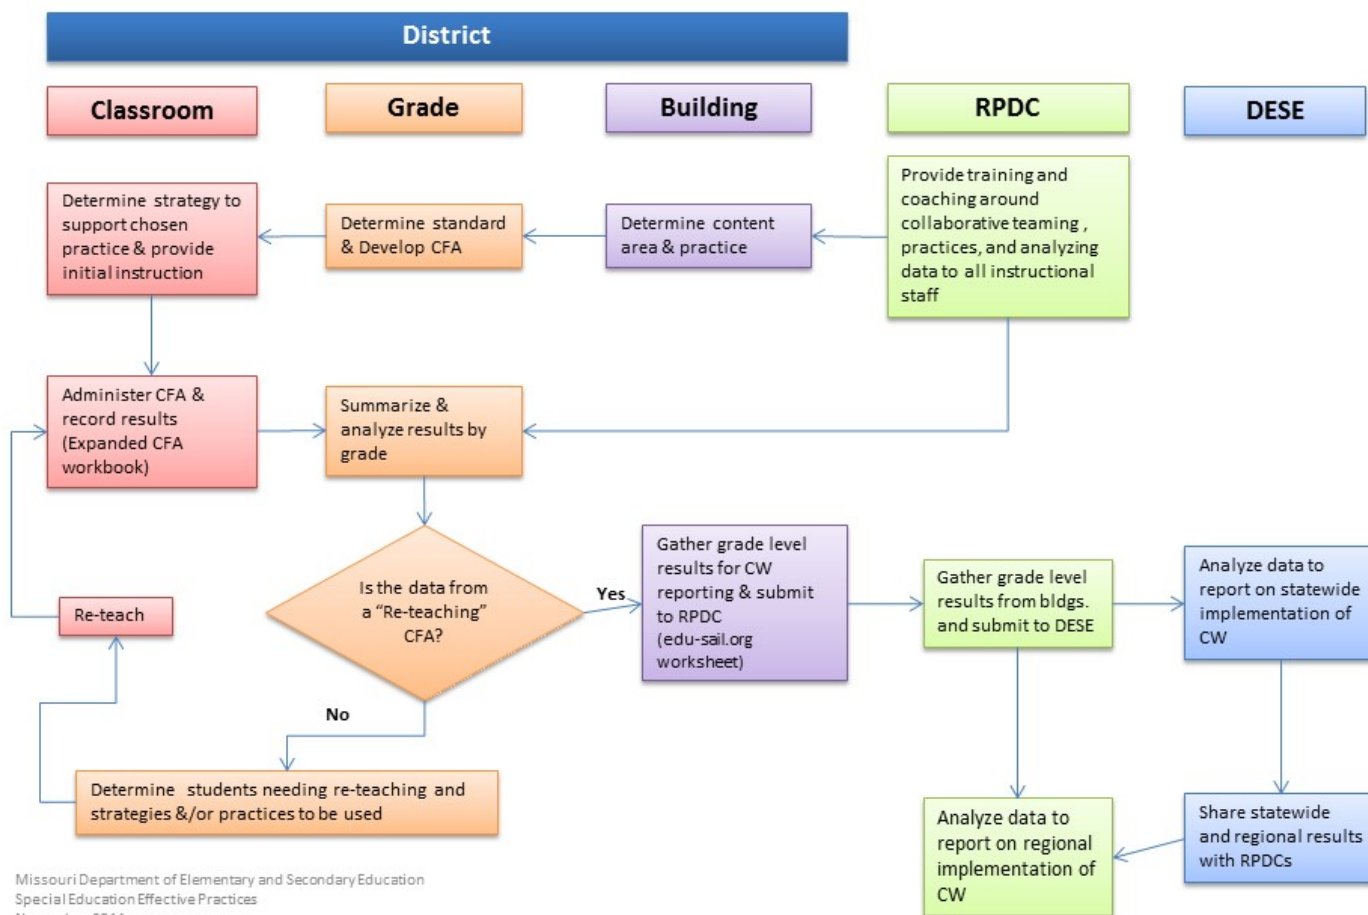 District
Classroom
Grade
Building
RPDC
DESE
Determine strategy to
support chosen
practice & provide
initial instruction
Determine standard
& Develop CFA
Determine content
area & practice
Provide training and
coaching around
collaborative teaming ,
practices, and analyzing
data to all instructional
staff
Administer CFA &
record results
(Expanded CFA
workbook)
Summarize &
analyze results by
grade
Is the data from
a “Re-teaching”
CFA?
Yes
Gather grade level
results for CW
reporting & submit
to RPDC
(edu-sail.org
worksheet)
Gather grade level
results from bldgs.
and submit to DESE
Analyze data to
report on statewide
implementation of
CW
Re-teach
No
Determine students needing re-teaching and
strategies &/or practices to be used
Analyze data to
report on regional
implementation of
CW
Share statewide
and regional results
with RPDCs
Missouri Department of Elementary and Secondary Education
Special Education Effective Practices